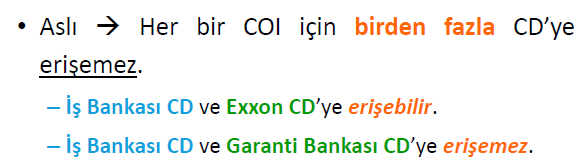 • Aslı → Her bir COI için birden fazla CD'ye
erişemez.
– İş Bankası CD ve Exxon CD'ye erişebilir.
– İş Bankası CD ve Garanti Bankası CD'ye erişemez.